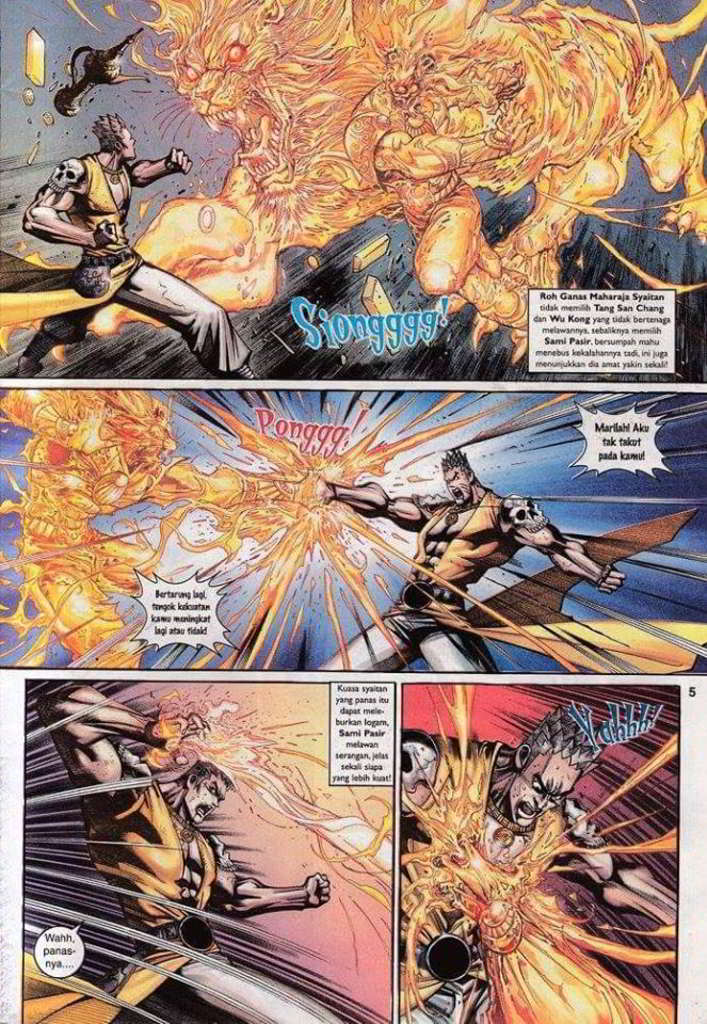 Roh Ganas Maharaja Syaitan
tidak memilih Tang San Chang
dan Wu Kong yang tidak bertenaga
melawannya, sebaliknya memilih
Sami Pasir, bersumpah mahu
menebus kekalahannya tadi, ini juga
menunjukkan dia amat yakin sekali!
Siongggg!
Ponggg!
Marilah! Aku
tak takut
pada kamu!
Bertarung lagi,
tengok kekuatan
kamu meningkat
lagi atau tidak!
5
Kuasa syaitan
yang panas itu
dapat mele-
burkan logam,
Sami Pasir
melawan
serangan, jelas
sekali siapa
yang lebih kuat!
Wahh,
panas-
nya....
Yahhh!